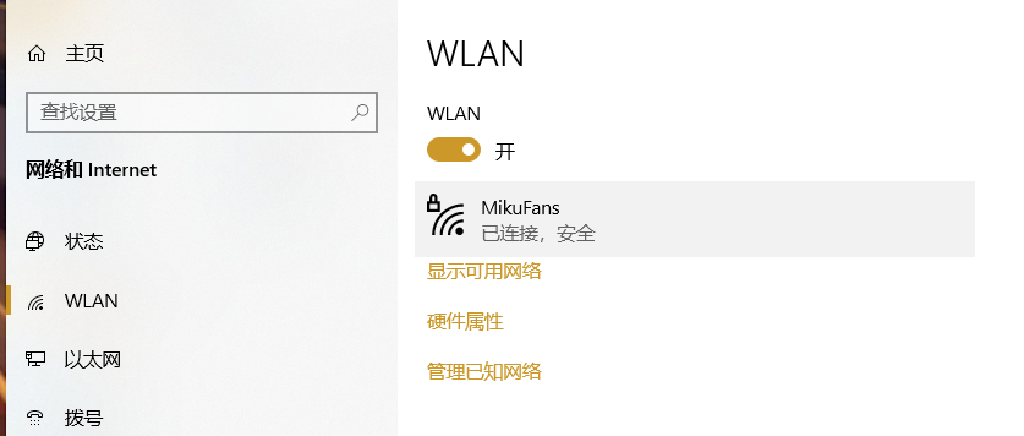 主页
查找设置
网络和 Internet
状态
WLAN
以太网
拨号
WLAN
WLAN
开
MikuFans
已连接，安全
显示可用网络
硬件属性
管理已知网络